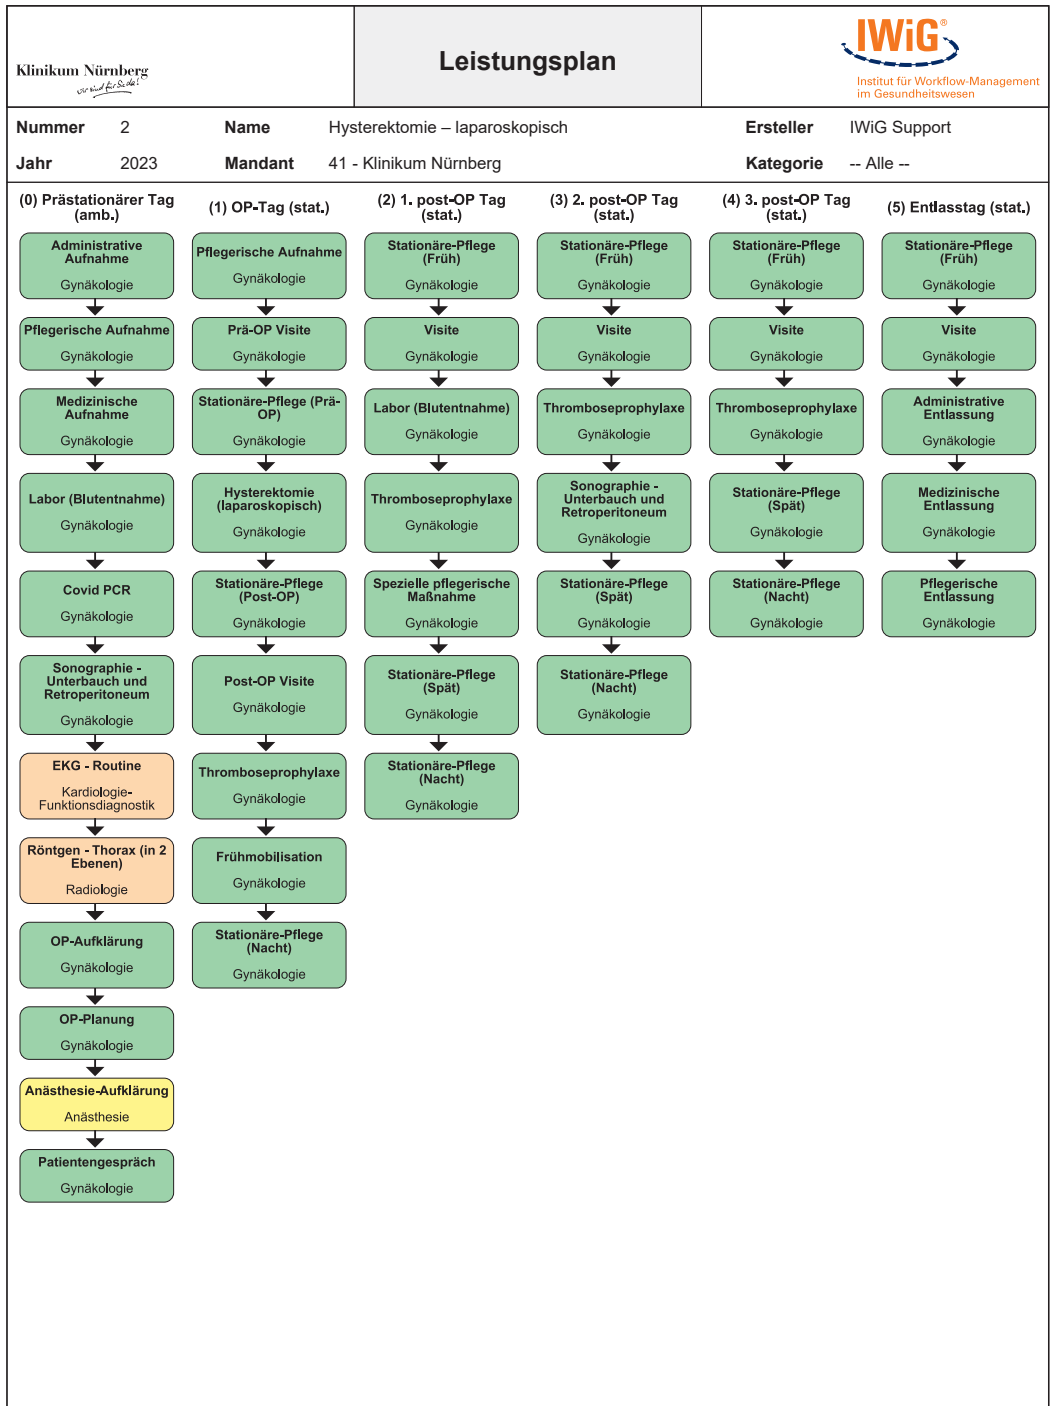 Klinikum Nürnberg
wir sind für Sie da!
Leistungsplan
IWiG®
Institut für Workflow-Management
im Gesundheitswesen
Nummer 2 Name Hysterektomie – laparoskopisch Ersteller IWiG Support
Jahr 2023 Mandant 41 - Klinikum Nürnberg Kategorie -- Alle --
(0) Prästationärer Tag
(amb.)
Administrative
Aufnahme
Gynäkologie
Pflegerische Aufnahme
Gynäkologie
Medizinische
Aufnahme
Gynäkologie
Labor (Blutentnahme)
Gynäkologie
Covid PCR
Gynäkologie
Sonographie -
Unterbauch und
Retroperitoneum
Gynäkologie
EKG - Routine
Kardiologie-
Funktionsdiagnostik
Röntgen - Thorax (in 2
Ebenen)
Radiologie
OP-Aufklärung
Gynäkologie
OP-Planung
Gynäkologie
Anästhesie-Aufklärung
Anästhesie
Patientengespräch
Gynäkologie
(1) OP-Tag (stat.)
Pflegerische Aufnahme
Gynäkologie
Prä-OP Visite
Gynäkologie
Stationäre-Pflege (Prä-
OP)
Gynäkologie
Hysterektomie
(laparoskopisch)
Gynäkologie
Stationäre-Pflege
(Post-OP)
Gynäkologie
Post-OP Visite
Gynäkologie
Thromboseprophylaxe
Gynäkologie
Frühmobilisation
Gynäkologie
Stationäre-Pflege
(Nacht)
Gynäkologie
(2) 1. post-OP Tag
(stat.)
Stationäre-Pflege
(Früh)
Gynäkologie
Visite
Gynäkologie
Labor (Blutentnahme)
Gynäkologie
Thromboseprophylaxe
Gynäkologie
Spezielle pflegerische
Maßnahme
Gynäkologie
Stationäre-Pflege
(Spät)
Gynäkologie
Stationäre-Pflege
(Nacht)
Gynäkologie
(3) 2. post-OP Tag
(stat.)
Stationäre-Pflege
(Früh)
Gynäkologie
Visite
Gynäkologie
Thromboseprophylaxe
Gynäkologie
Sonographie -
Unterbauch und
Retroperitoneum
Gynäkologie
Stationäre-Pflege
(Spät)
Gynäkologie
Stationäre-Pflege
(Nacht)
Gynäkologie
(4) 3. post-OP Tag
(stat.)
Stationäre-Pflege
(Früh)
Gynäkologie
Visite
Gynäkologie
Thromboseprophylaxe
Gynäkologie
Stationäre-Pflege
(Spät)
Gynäkologie
Stationäre-Pflege
(Nacht)
Gynäkologie
(5) Entlasstag (stat.)
Stationäre-Pflege
(Früh)
Gynäkologie
Visite
Gynäkologie
Administrative
Entlassung
Gynäkologie
Medizinische
Entlassung
Gynäkologie
Pflegerische
Entlassung
Gynäkologie